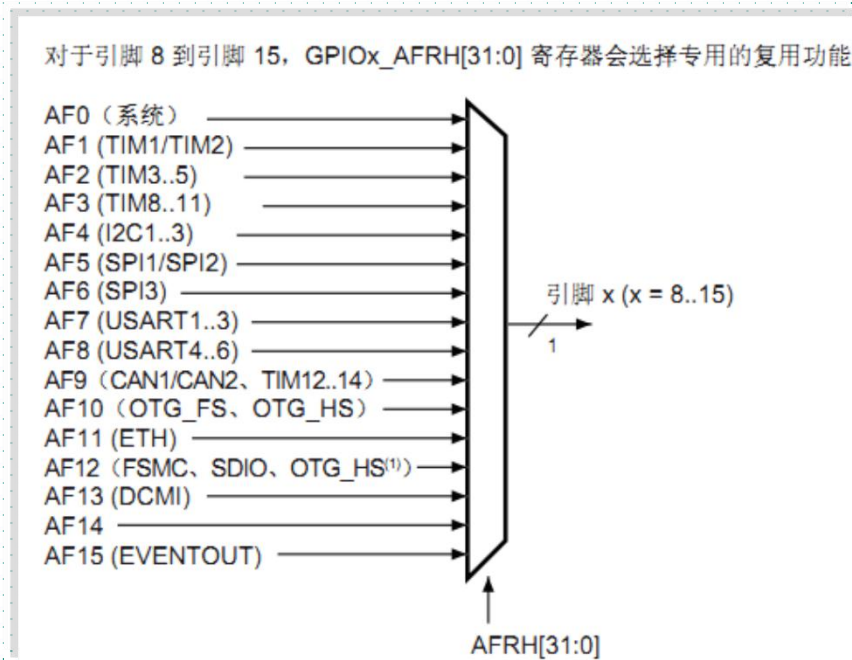 对于引脚 8 到引脚 15，GPIOx_AFRH[31:0] 寄存器会选择专用的复用功能
AF0（系统）
AF1 (TIM1/TIM2)
AF2 (TIM3..5)
AF3 (TIM8..11)
AF4 (I2C1..3)
AF5 (SPI1/SPI2)
AF6 (SPI3)
AF7 (USART1..3)
AF8 (USART4..6)
AF9（CAN1/CAN2、TIM12..14）
AF10（OTG_FS、OTG_HS）
AF11 (ETH)
AF12（FSMC、SDIO、OTG_HS⁽¹⁾）
AF13 (DCMI)
AF14
AF15 (EVENTOUT)
引脚 x (x = 8..15)
1
AFRH[31:0]